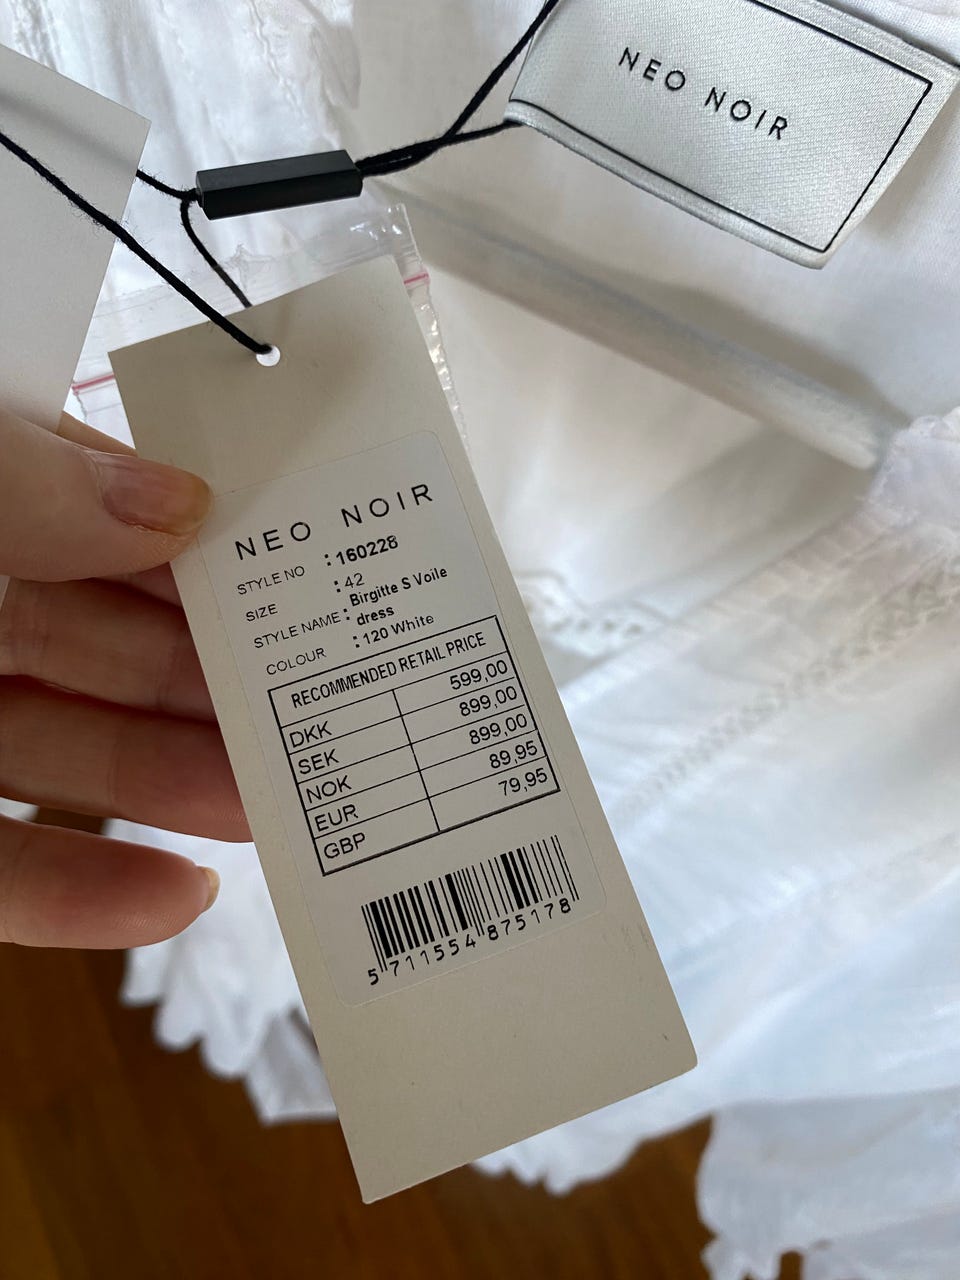 NEO NOIR
NEO NOIR
STYLE NO : 160228
SIZE : 42
STYLE NAME : Birgitte S Voile
dress
COLOUR : 120 White
RECOMMENDED RETAIL PRICE
DKK 599,00
SEK 899,00
NOK 899,00
EUR 89,95
GBP 79,95
5 711554 875178